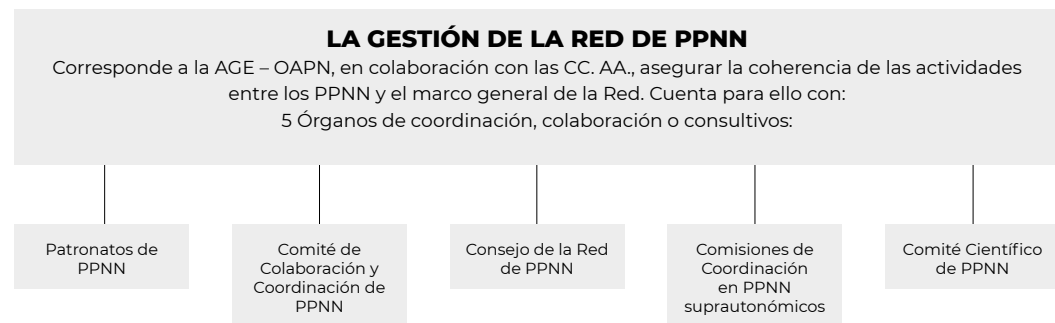 LA GESTIÓN DE LA RED DE PPNN
Corresponde a la AGE – OAPN, en colaboración con las CC. AA., asegurar la coherencia de las actividades
entre los PPNN y el marco general de la Red. Cuenta para ello con:
5 Órganos de coordinación, colaboración o consultivos:
Patronatos de
PPNN
Comité de
Colaboración y
Coordinación de
PPNN
Consejo de la Red
de PPNN
Comisiones de
Coordinación
en PPNN
suprautonómicos
Comité Científico
de PPNN